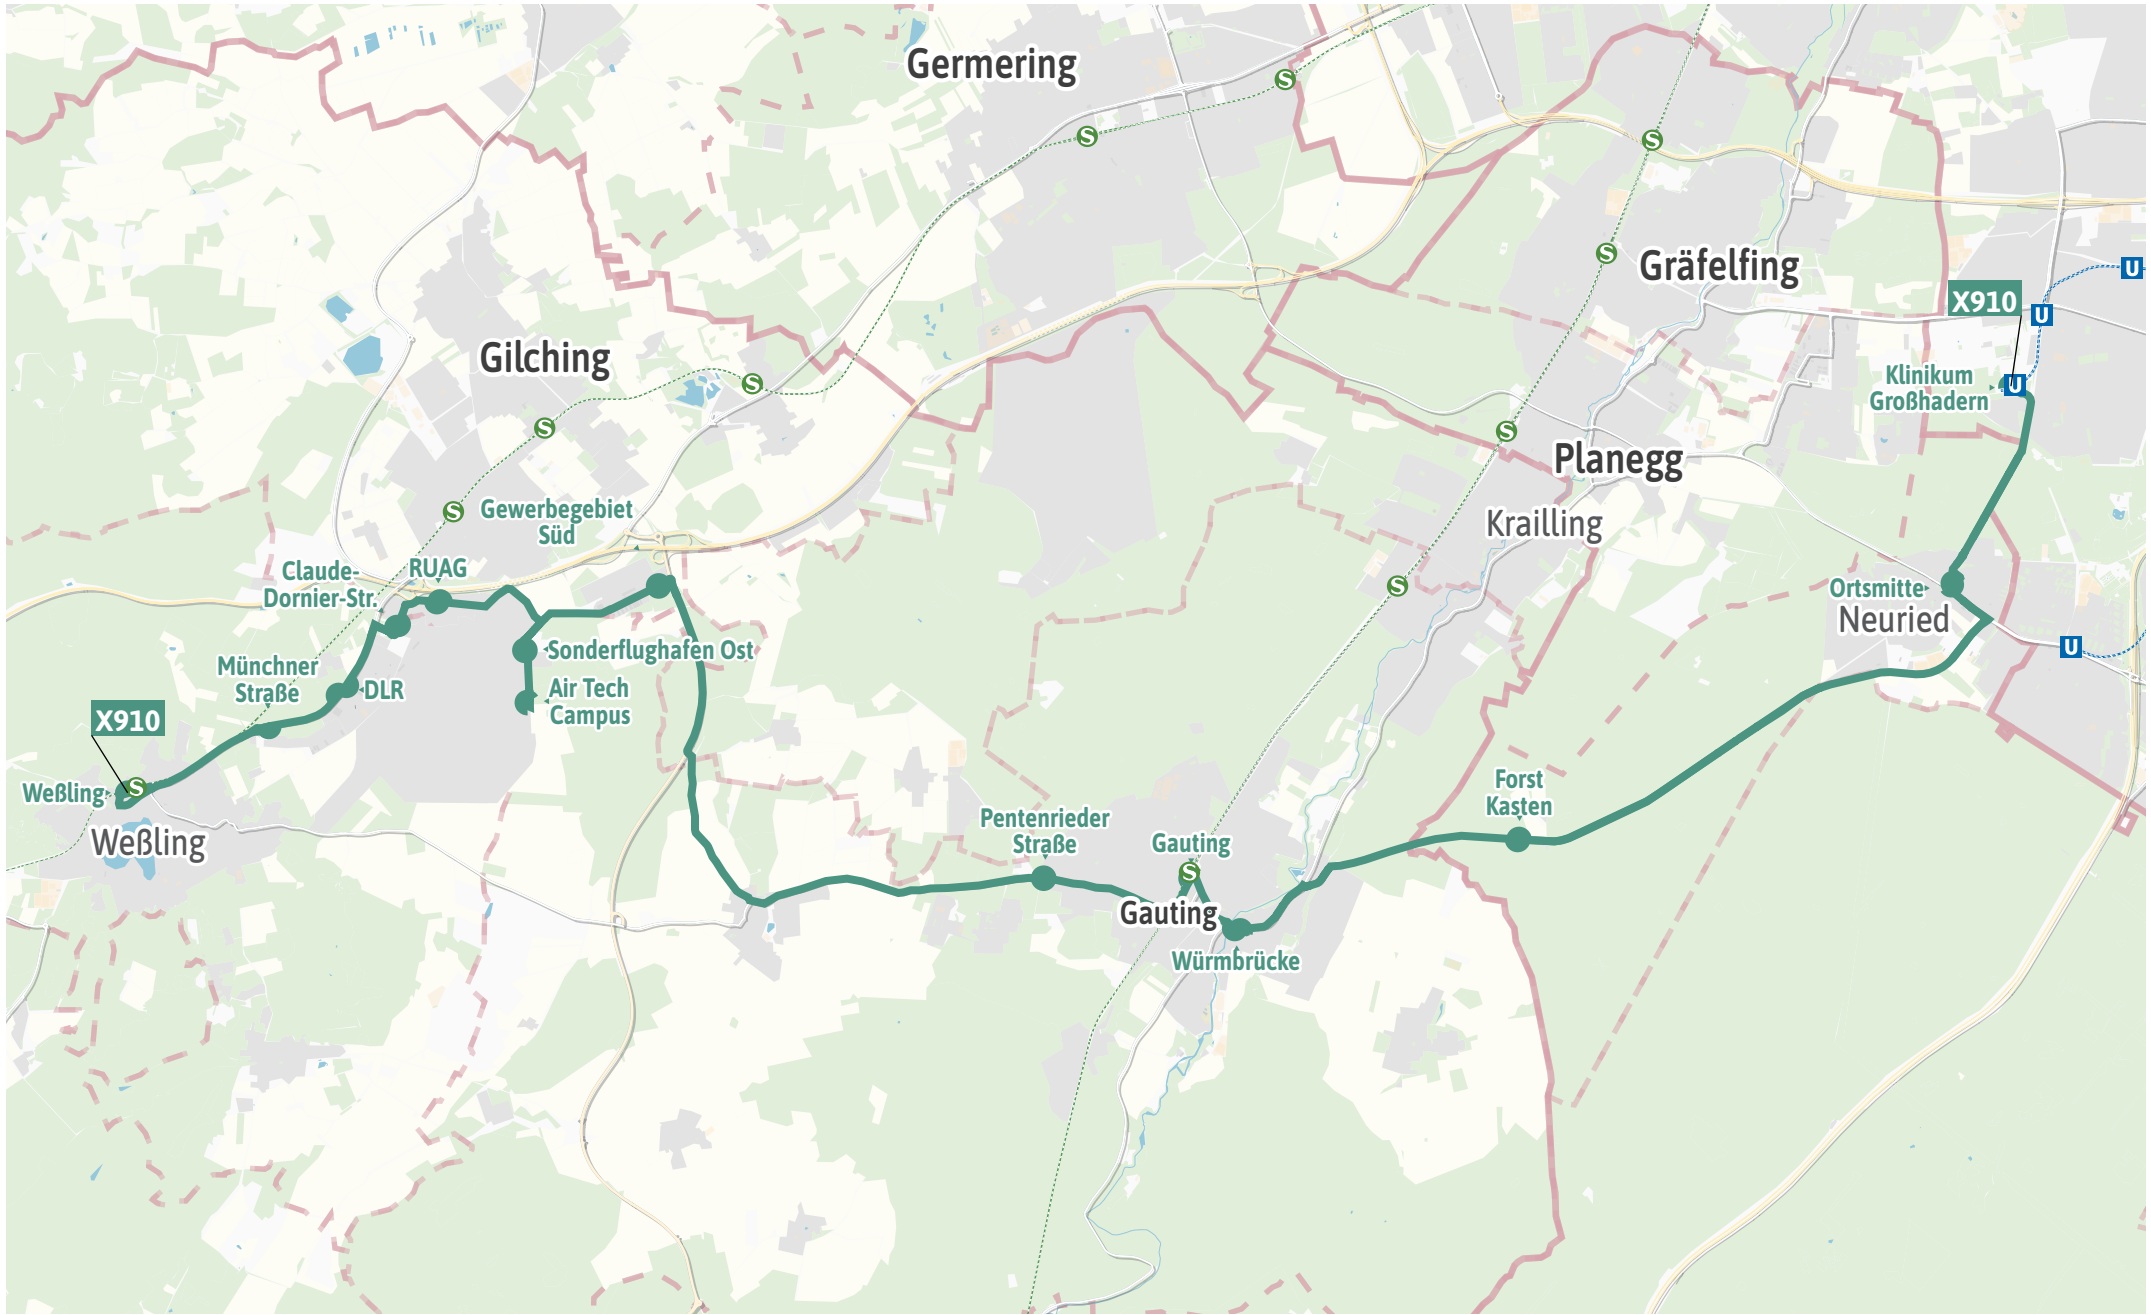 Germering
S
S
S
Gräfelfing
S
U
X910
U
Gilching
S
Klinikum
Großhadern
U
S
S
Planegg
Gewerbegebiet
Süd
S
Krailling
RUAG
Claude-
Dornier-Str.
S
Ortsmitte
Neuried
U
Sonderflughafen Ost
Münchner
Straße
DLR
Air Tech
Campus
X910
Weßling
S
Weßling
Forst
Kasten
Pentenrieder
Straße
Gauting
S
Gauting
Würmbrücke